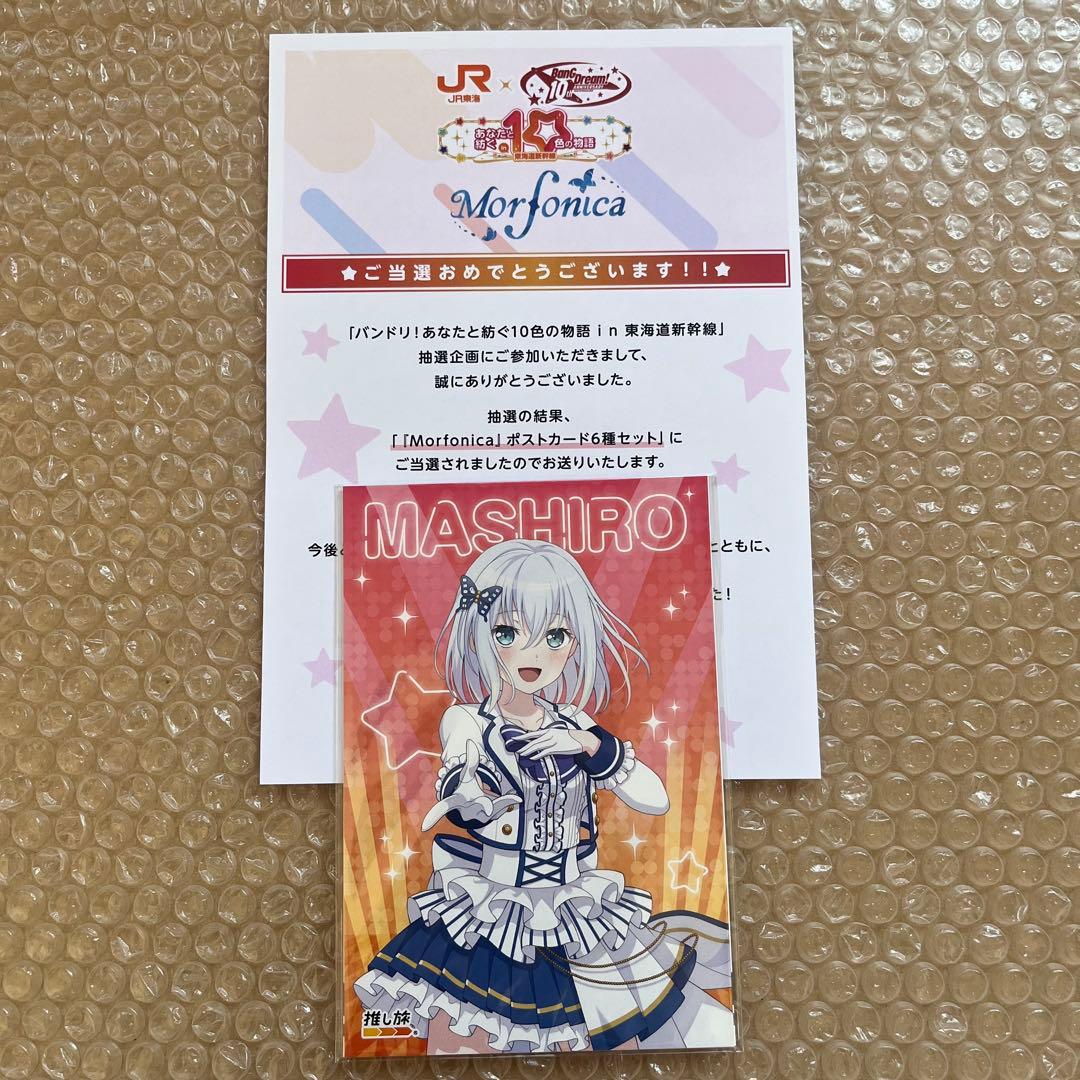 JR
JR東海
×
BanG Dream!
10th
ANNIVERSARY
あなたと
紡ぐ
10
色の物語
in
東海道新幹線
Morfonica
★ご当選おめでとうございます!!★
「バンドリ!あなたと紡ぐ10色の物語 in 東海道新幹線」
抽選企画にご参加いただきまして、
誠にありがとうございました。
抽選の結果、
「『Morfonica』ポストカード6種セット」に
ご当選されましたのでお送りいたします。
今後
ともに、
た!
MASHIRO
推し旅